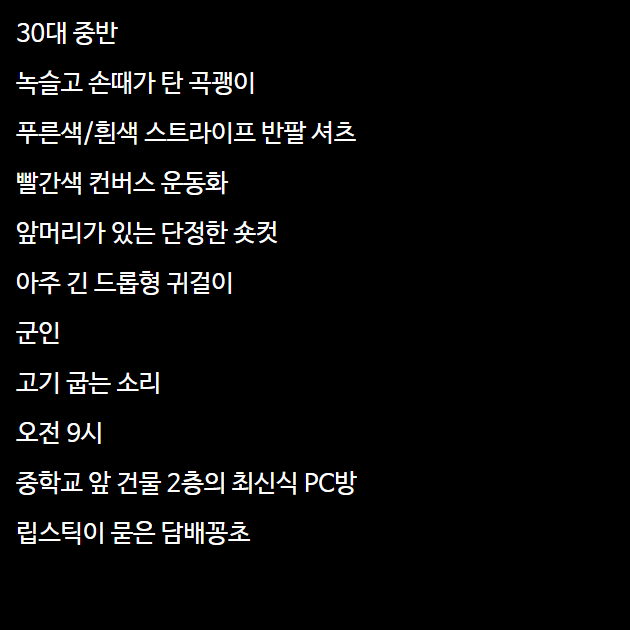 30대 중반
녹슬고 손때가 탄 곡괭이
푸른색/흰색 스트라이프 반팔 셔츠
빨간색 컨버스 운동화
앞머리가 있는 단정한 숏컷
아주 긴 드롭형 귀걸이
군인
고기 굽는 소리
오전 9시
중학교 앞 건물 2층의 최신식 PC방
립스틱이 묻은 담배꽁초